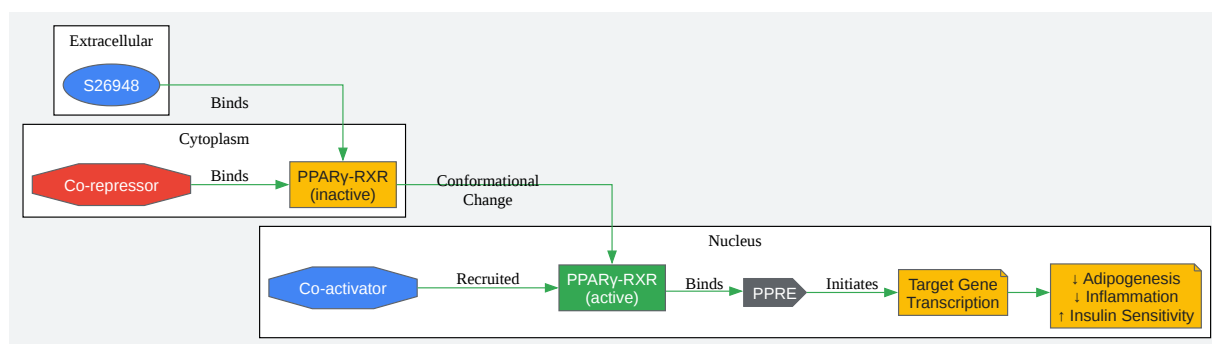 Extracellular
S26948
Binds
Cytoplasm
Co-repressor
Binds
PPARγ-RXR
(inactive)
Conformational
Change
Nucleus
Co-activator
Recruited
PPARγ-RXR
(active)
Binds
PPRE
Initiates
Target Gene
Transcription
↓ Adipogenesis
↓ Inflammation
↑ Insulin Sensitivity